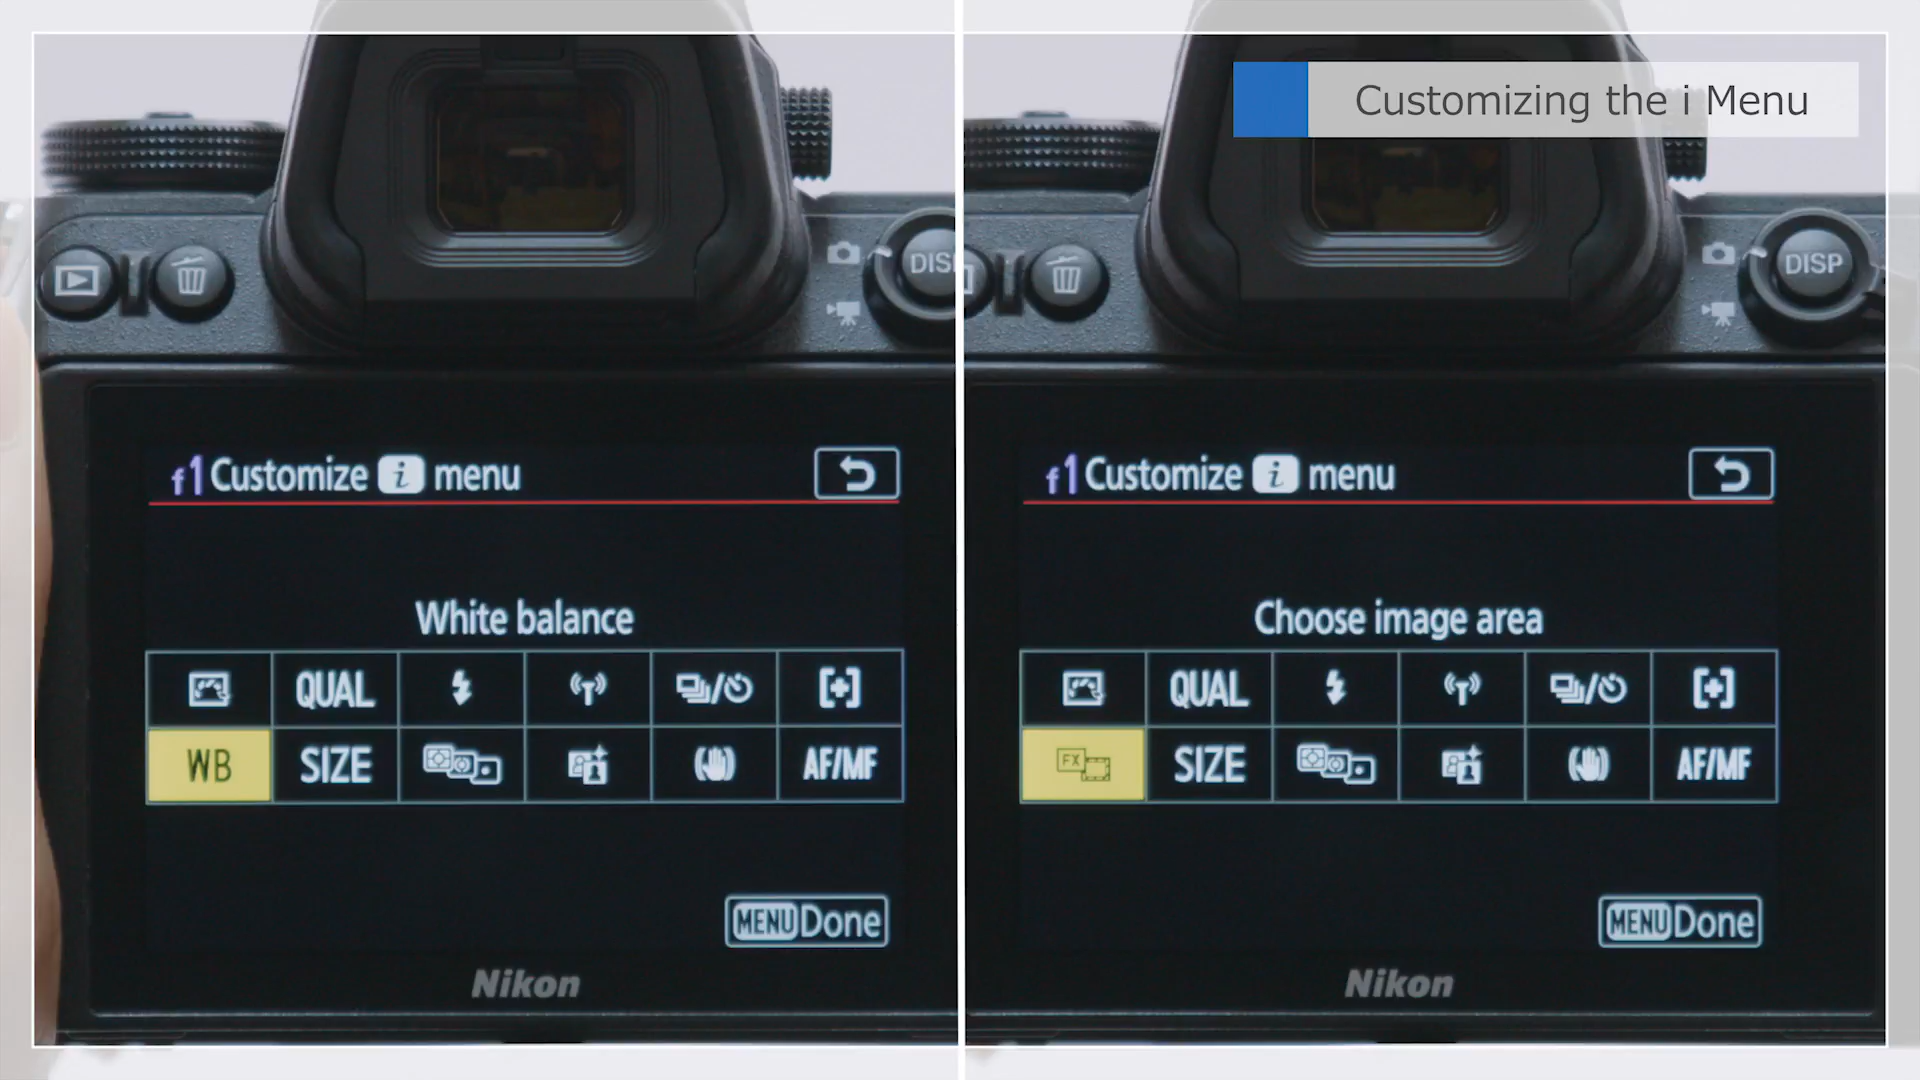 Customizing the i Menu
DISP
f1 Customize i menu
White balance
QUAL
WB SIZE AF/MF
MENU Done
Nikon
DISP
f1 Customize i menu
Choose image area
QUAL
FX SIZE AF/MF
MENU Done
Nikon